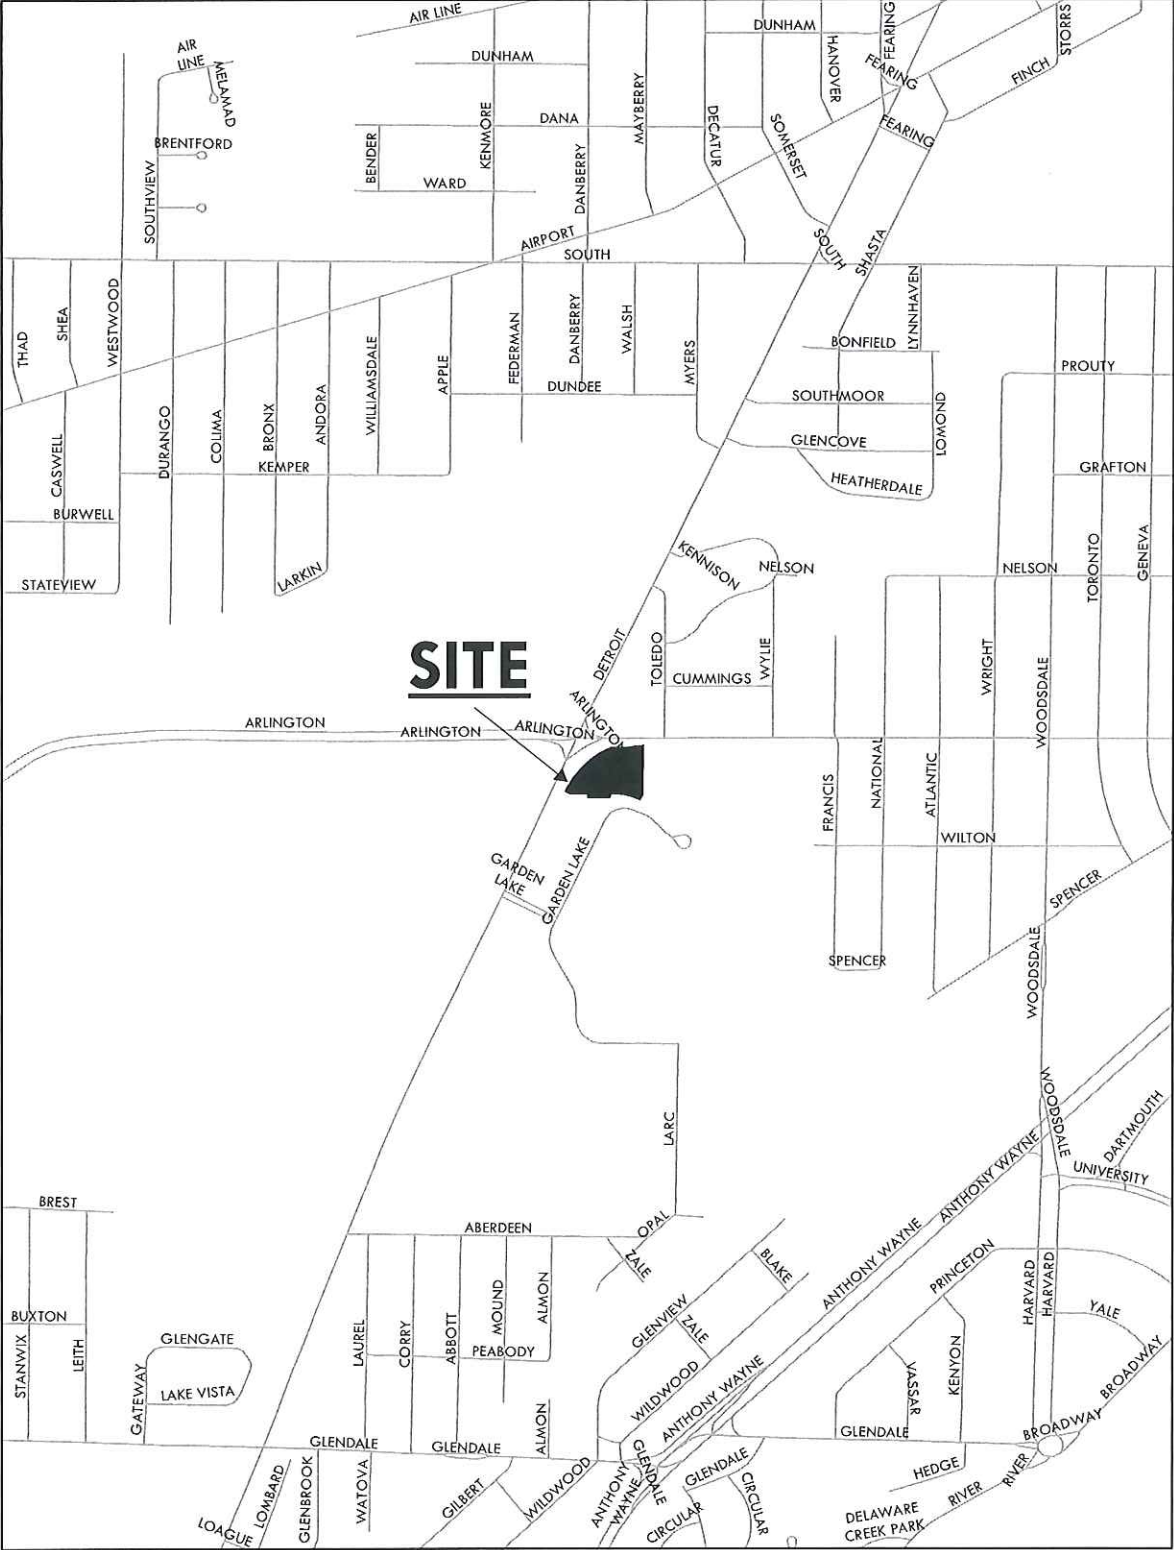 AIR LINE
DUNHAM
FEARING
STORRS
AIR
LINE
MELAMAD
DUNHAM
HANOVER
FEARING
FINCH
KENMORE
MAYBERRY
DECATUR
DANA
SOMERSET
FEARING
BRENTFORD
BENDER
DANBERRY
WARD
SOUTHVIEW
AIRPORT
SOUTH
SOUTH
SHASTA
LYNNHAVEN
THAD
SHEA
WESTWOOD
FEDERMAN
DANBERRY
WALSH
MYERS
BONFIELD
WILLIAMSDALE
APPLE
DUNDEE
PROUTY
SOUTHMOOR
LOMOND
CASWELL
DURANGO
COLIMA
BRONX
ANDORA
GLENCOVE
KEMPER
GRAFTON
HEATHERDALE
BURWELL
KENNISON
NELSON
NELSON
TORONTO
GENEVA
STATEVIEW
LARKIN
DETROIT
TOLEDO
WYLIE
CUMMINGS
WRIGHT
WOODSDALE
SITE
ARLINGTON
ARLINGTON
ARLINGTON
ARLINGTON
FRANCIS
NATIONAL
ATLANTIC
WILTON
GARDEN
LAKE
GARDEN LAKE
SPENCER
SPENCER
WOODSDALE
LARC
WOODSDALE
DARTMOUTH
ANTHONY WAYNE
UNIVERSITY
BREST
ABERDEEN
OPAL
ZALE
BLAKE
ANTHONY WAYNE
PRINCETON
HARVARD
HARVARD
BUXTON
STANWIX
LEITH
GLENGATE
LAKE VISTA
GATEWAY
LAUREL
CORRY
ABBOTT
MOUND
ALMON
PEABODY
GLENVIEW
ZALE
YALE
BROADWAY
WILDWOOD
ANTHONY WAYNE
VASSAR
KENYON
ALMON
GLENDALE
GLENDALE
GLENDALE
BROADWAY
LOMBARD
GLENBROOK
WATOVA
GILBERT
WILDWOOD
ANTHONY
WAYNE
GLENDALE
GLENDALE
CIRCULAR
CIRCULAR
HEDGE
RIVER
RIVER
LOAGUE
DELAWARE
CREEK PARK